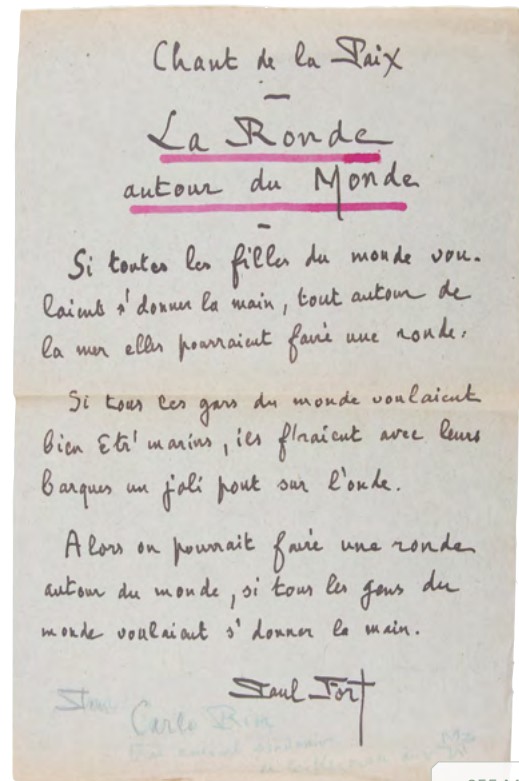 Chant de la Paix
La Ronde
autour du Monde
Si toutes les filles du monde vou-
laient s'donner la main, tout autour de
la mer elles pourraient faire une ronde.
Si tous les gars du monde voulaient
bien êtr' marins, ils f'raient avec leurs
barques un joli pont sur l'onde.
Alors on pourrait faire une ronde
autour du monde, si tous les gens du
monde voulaient s'donner la main.
Paul Fort
Pour
Carlo Rim